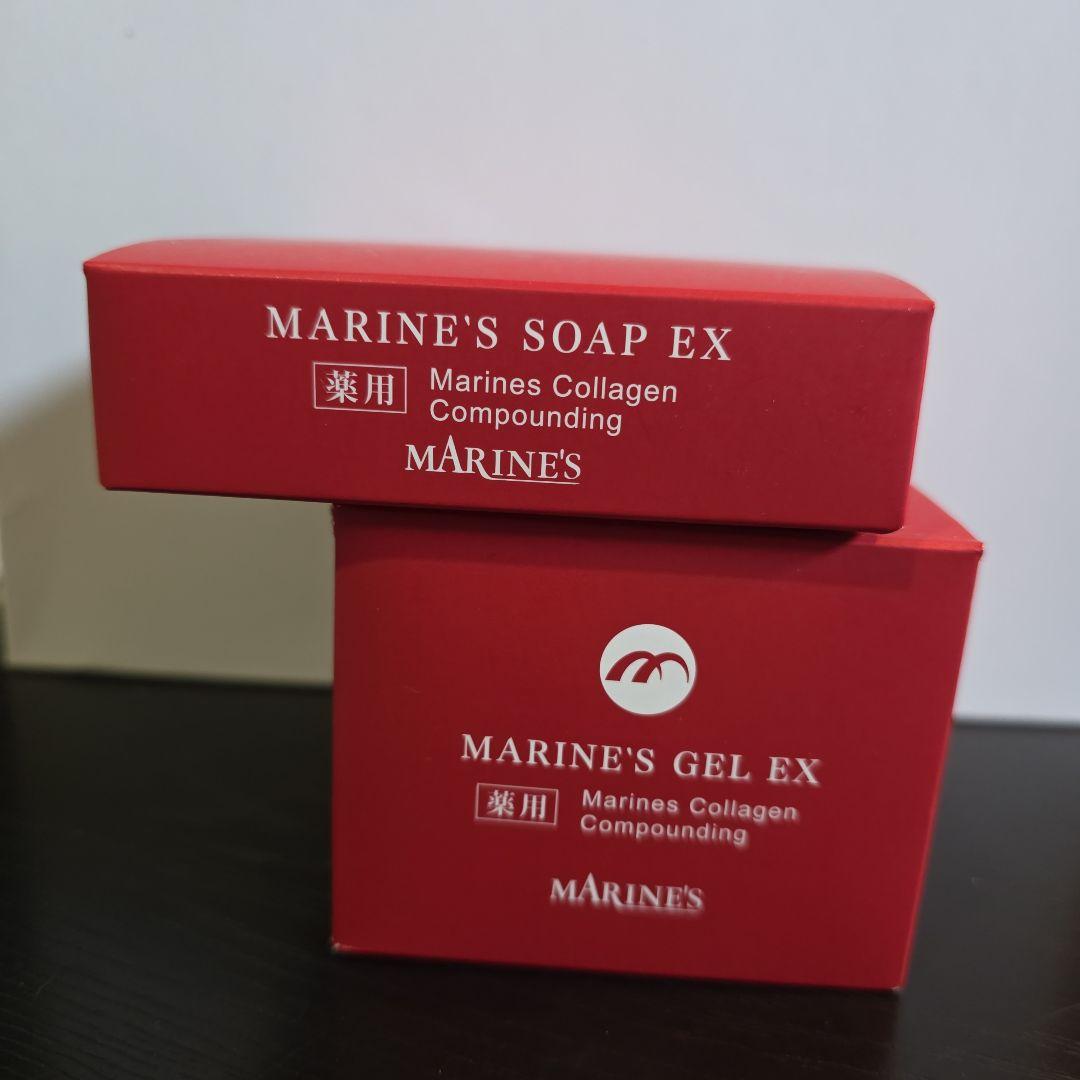 MARINE'S SOAP EX
薬用 Marines Collagen
Compounding
MARINE'S
MARINE'S GEL EX
薬用 Marines Collagen
Compounding
MARINE'S